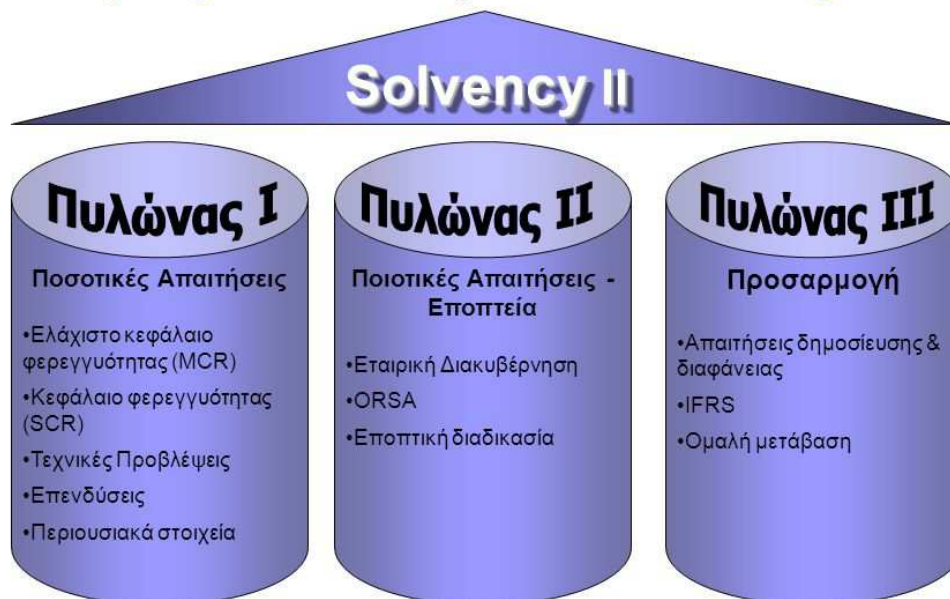 Solvency II
Πυλώνας I
Ποσοτικές Απαιτήσεις
•Ελάχιστο κεφάλαιο
φερεγγυότητας (MCR)
•Κεφάλαιο φερεγγυότητας
(SCR)
•Τεχνικές Προβλέψεις
•Επενδύσεις
•Περιουσιακά στοιχεία
Πυλώνας II
Ποιοτικές Απαιτήσεις -
Εποπτεία
•Εταιρική Διακυβέρνηση
•ORSA
•Εποπτική διαδικασία
Πυλώνας III
Προσαρμογή
•Απαιτήσεις δημοσίευσης &
διαφάνειας
•IFRS
•Ομαλή μετάβαση